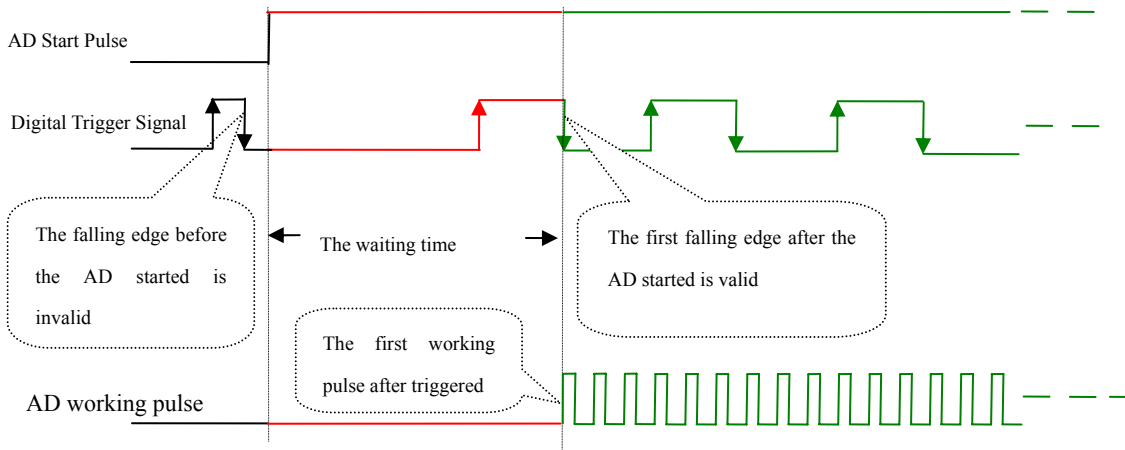 AD Start Pulse
Digital Trigger Signal
The falling edge before
the AD started is
invalid
The waiting time
The first falling edge after the
AD started is valid
The first working
pulse after triggered
AD working pulse